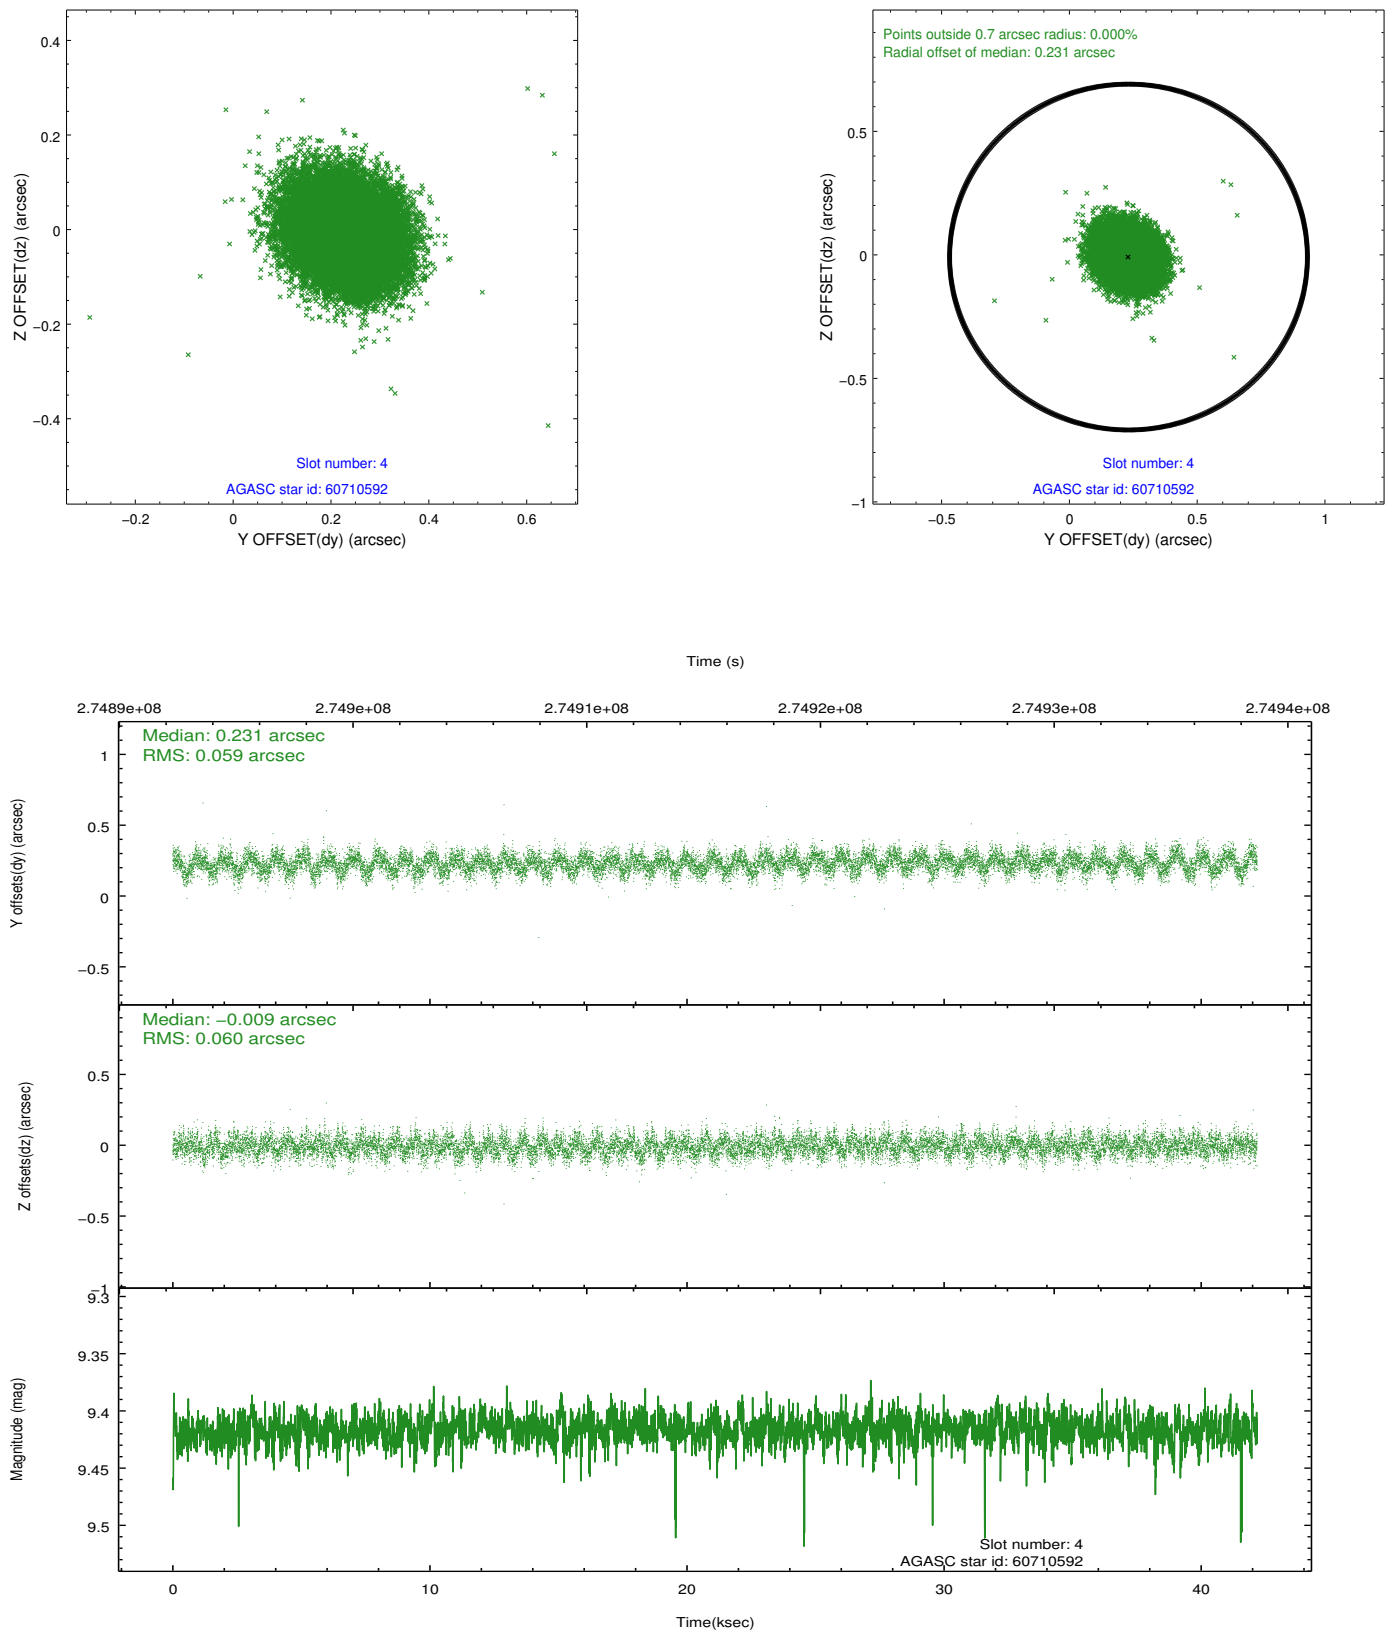 0.4
0.2
0
−0.2
−0.4
Z OFFSET(dz) (arcsec)
Slot number: 4
AGASC star id: 60710592
−0.2
0
0.2
0.4
0.6
Y OFFSET(dy) (arcsec)
Points outside 0.7 arcsec radius: 0.000%
Radial offset of median: 0.231 arcsec
0.5
0
−0.5
−1
Z OFFSET(dz) (arcsec)
Slot number: 4
AGASC star id: 60710592
−0.5
0
0.5
1
Y OFFSET(dy) (arcsec)
Time (s)
2.7489e+08
2.749e+08
2.7491e+08
2.7492e+08
2.7493e+08
2.7494e+08
Median: 0.231 arcsec
RMS: 0.059 arcsec
1
0.5
0
−0.5
Y offsets(dy) (arcsec)
Median: −0.009 arcsec
RMS: 0.060 arcsec
0.5
0
−0.5
−1
Z offsets(dz) (arcsec)
9.3
9.35
9.4
9.45
9.5
Magnitude (mag)
Slot number: 4
AGASC star id: 60710592
0
10
20
30
40
Time(ksec)